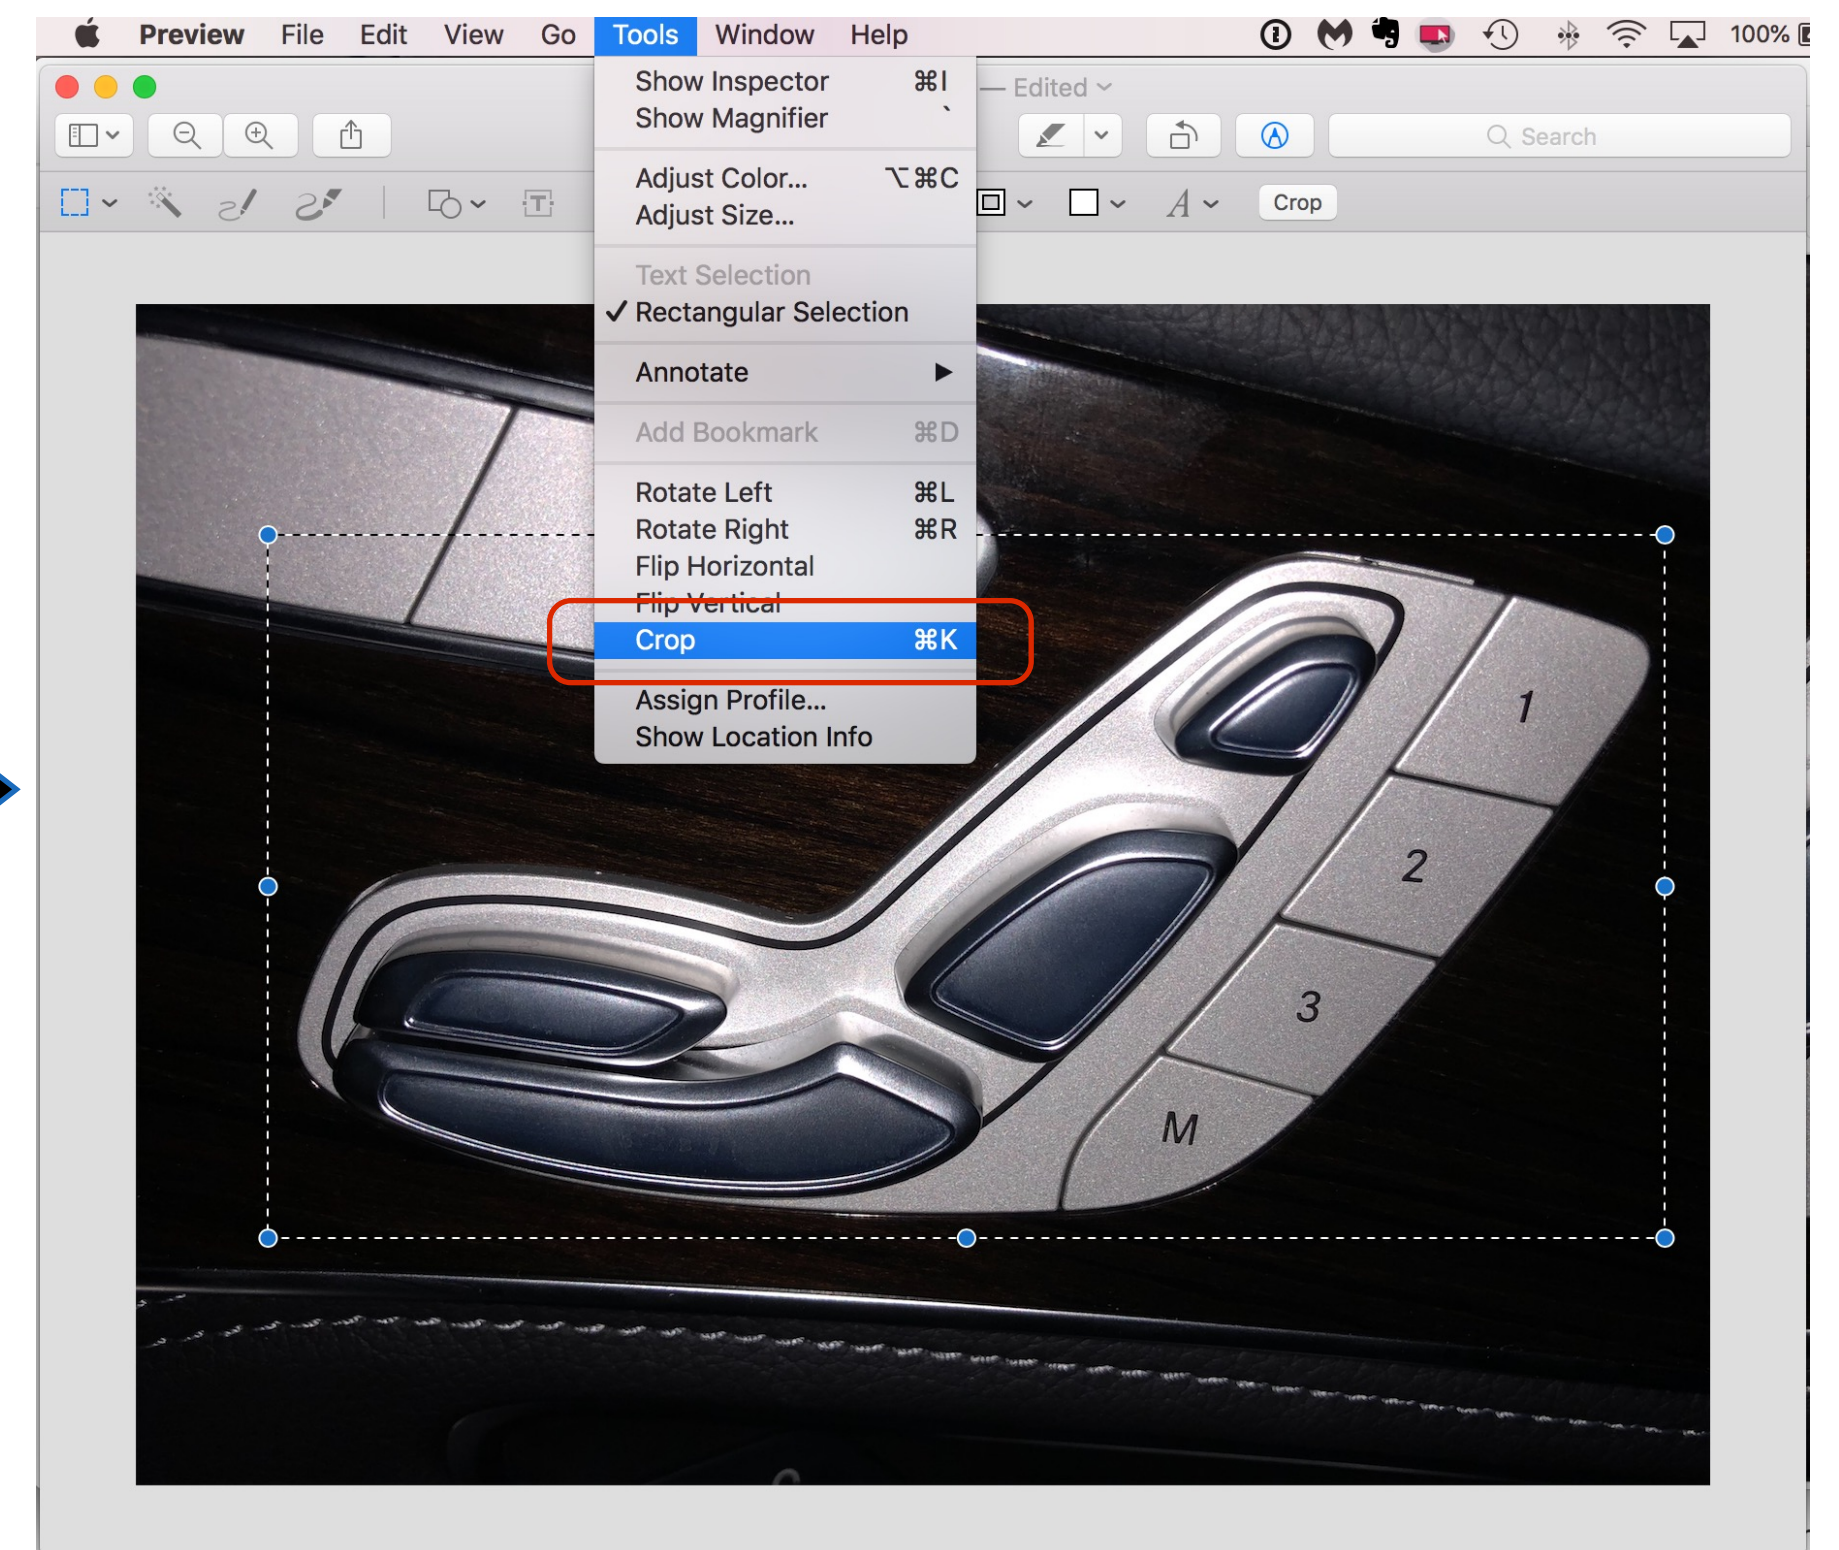 Preview File Edit View Go Tools Window Help 100%
— Edited
Search
Crop
Show Inspector ⌘I
Show Magnifier `
Adjust Color... ⌥⌘C
Adjust Size...
Text Selection
✓ Rectangular Selection
Annotate ▶
Add Bookmark ⌘D
Rotate Left ⌘L
Rotate Right ⌘R
Flip Horizontal
Flip Vertical
Crop ⌘K
Assign Profile...
Show Location Info
1
2
3
M